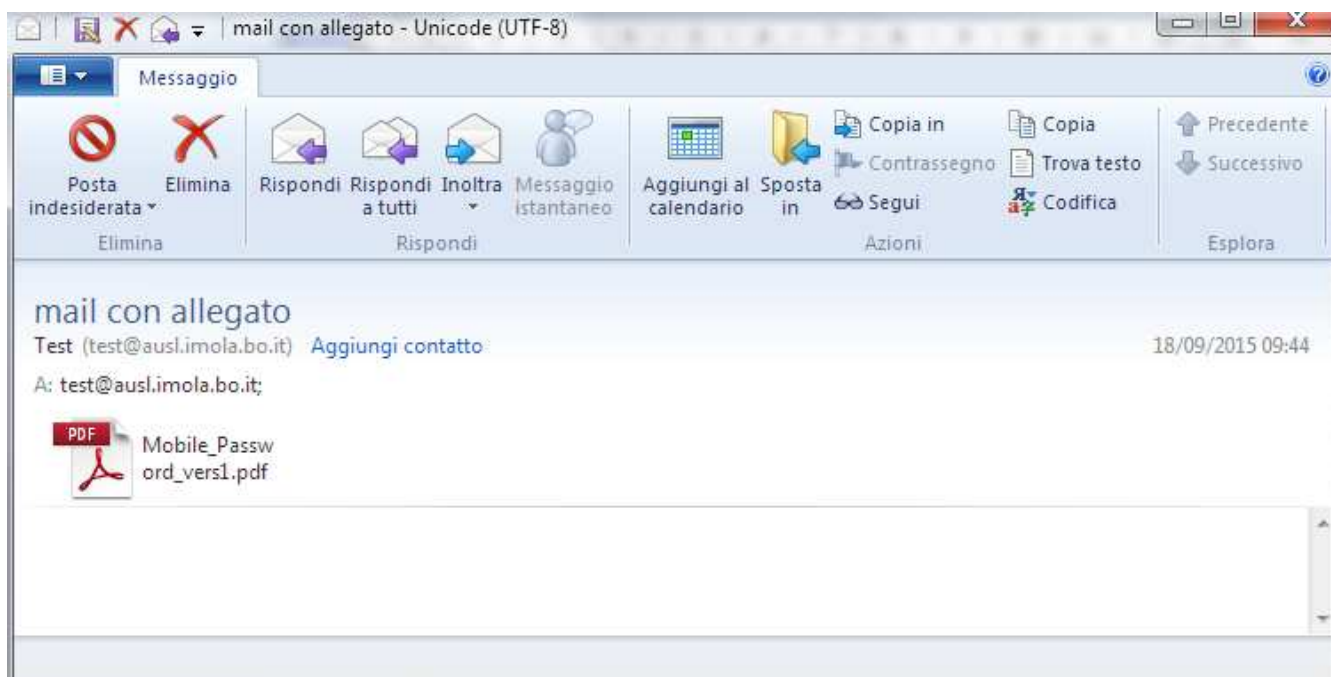 mail con allegato - Unicode (UTF-8)
Messaggio
Posta indesiderata
Elimina
Rispondi
Rispondi a tutti
Inoltra
Messaggio istantaneo
Aggiungi al calendario
Sposta in
Copia in
Contrassegno
Segui
Copia
Trova testo
Codifica
Precedente
Successivo
Elimina
Rispondi
Azioni
Esplora
mail con allegato
Test (test@ausl.imola.bo.it) Aggiungi contatto
18/09/2015 09:44
A: test@ausl.imola.bo.it;
PDF
Mobile_Passw
ord_vers1.pdf